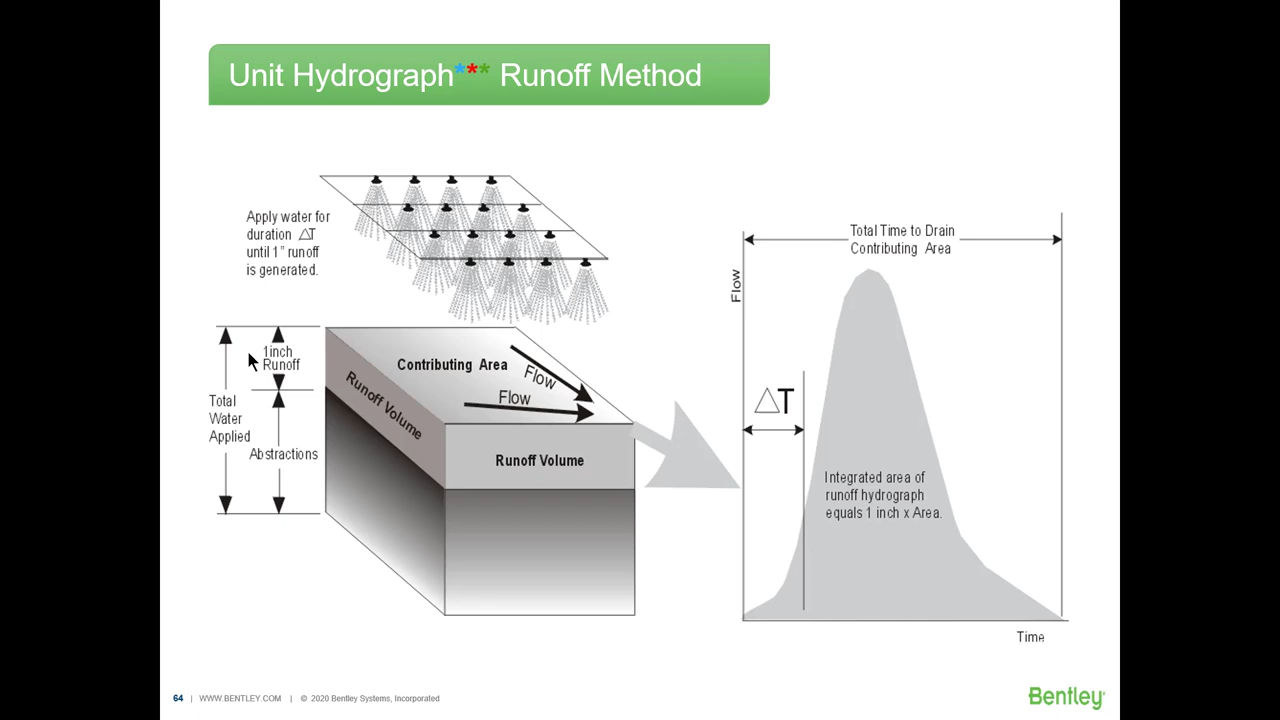 Unit Hydrograph*** Runoff Method
Apply water for
duration △T
until 1" runoff
is generated.
1inch
Runoff
Total
Water
Applied
Abstractions
Contributing Area
Flow
Flow
Runoff Volume
Runoff Volume
Total Time to Drain
Contributing Area
Flow
△T
Integrated area of
runoff hydrograph
equals 1 inch x Area.
Time
64 | WWW.BENTLEY.COM | © 2020 Bentley Systems, Incorporated
Bentley